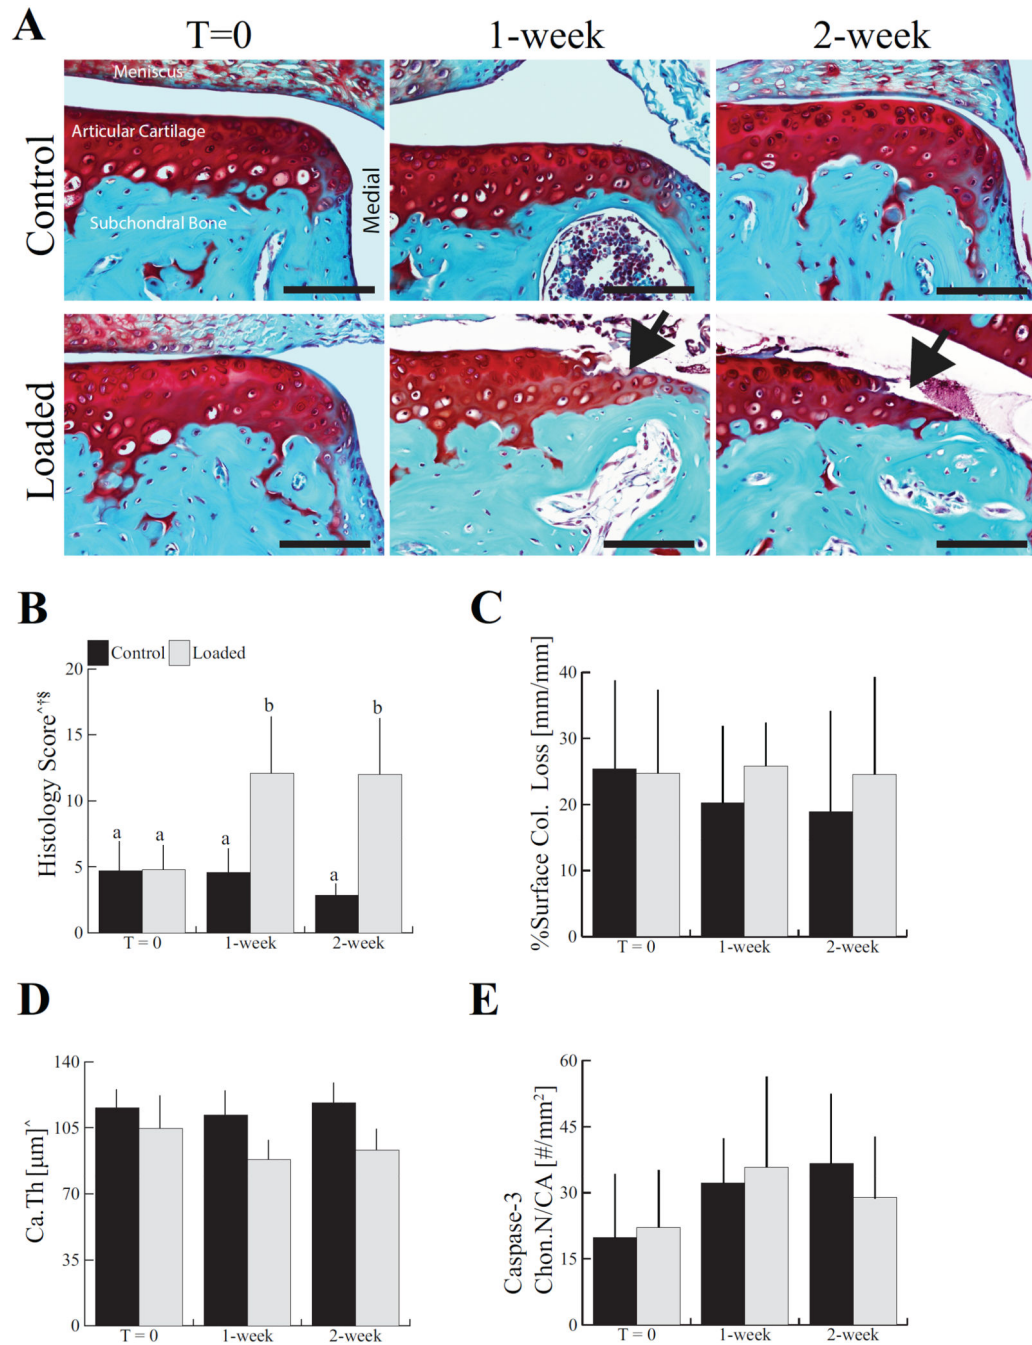 A
T=0
1-week
2-week
Control
Meniscus
Articular Cartilage
Subchondral Bone
Medial
Loaded
B
Control
Loaded
Histology Score^†§
20
15
10
5
0
a
a
a
b
a
b
T = 0
1-week
2-week
C
%Surface Col. Loss [mm/mm]
40
30
20
10
0
T = 0
1-week
2-week
D
Ca.Th [µm]^
140
105
70
35
0
T = 0
1-week
2-week
E
Caspase-3
Chon.N/CA [#/mm²]
60
45
30
15
0
T = 0
1-week
2-week